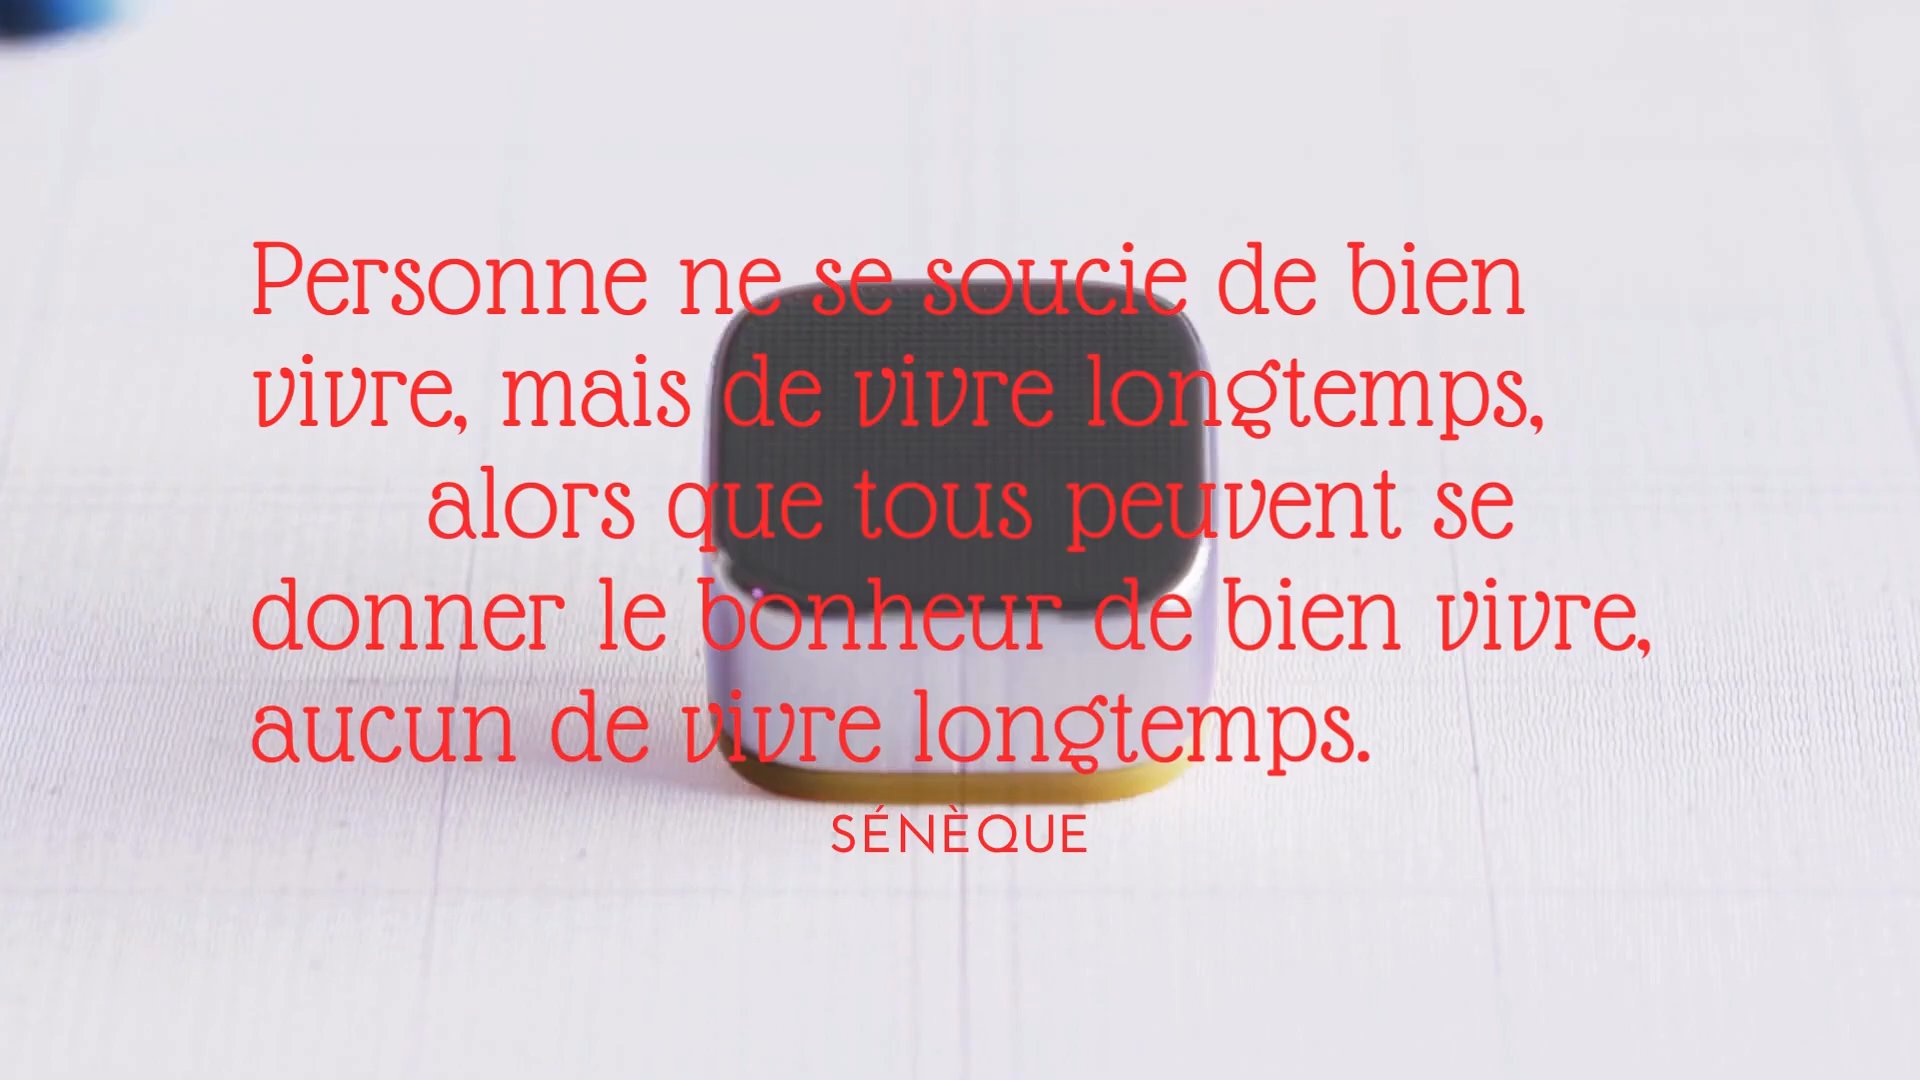 Personne ne se soucie de bien
vivre, mais de vivre longtemps,
alors que tous peuvent se
donner le bonheur de bien vivre,
aucun de vivre longtemps.
SÉNÈQUE